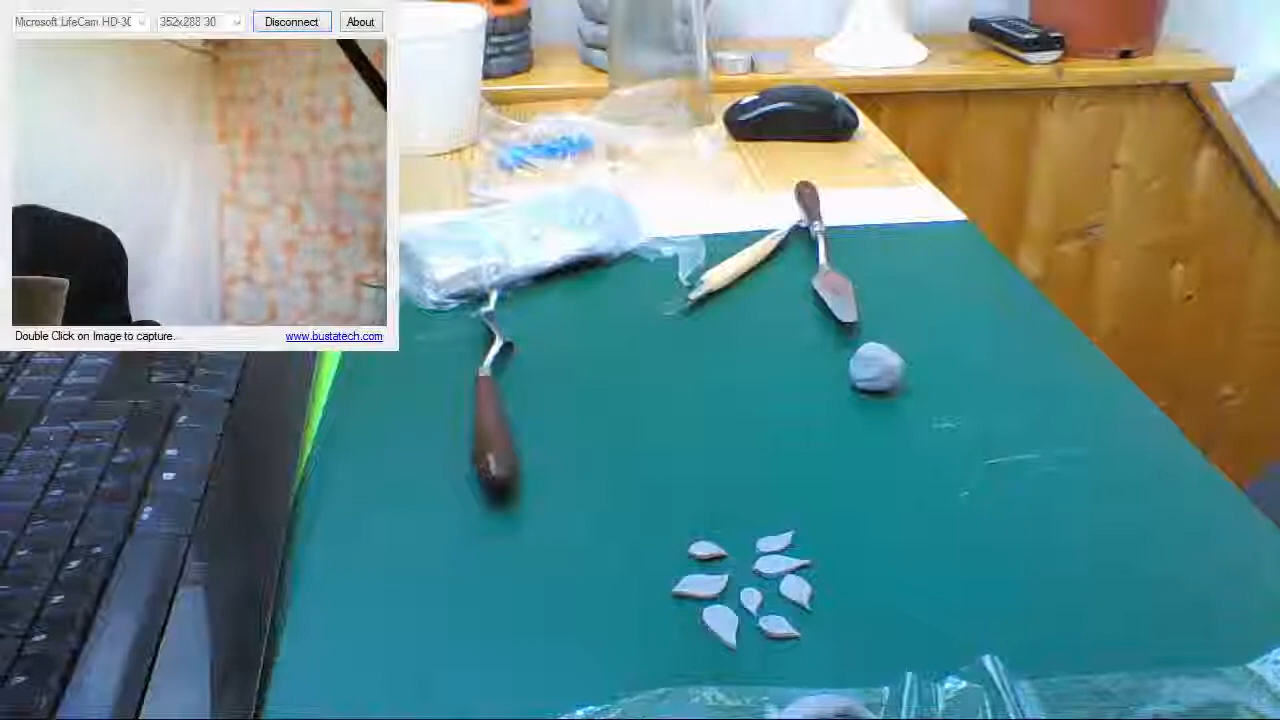 Microsoft LifeCam HD-30
352x288 30
Disconnect
About
Double Click on Image to capture.
www.bustatech.com